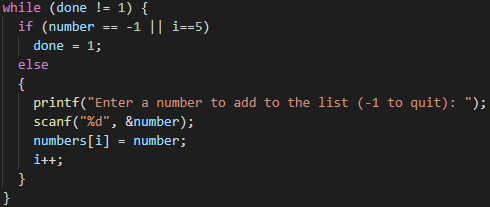 while (done != 1) {
  if (number == -1 || i==5)
    done = 1;
  else
  {
    printf("Enter a number to add to the list (-1 to quit): ");
    scanf("%d", &number);
    numbers[i] = number;
    i++;
  }
}